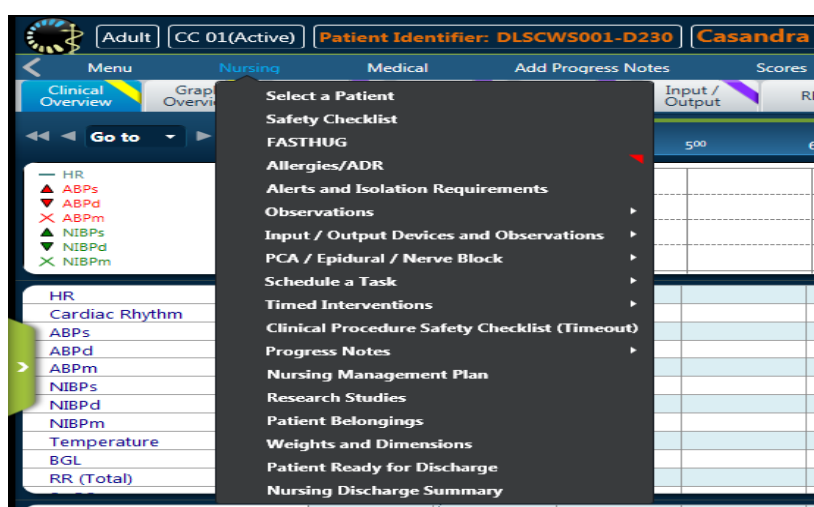 Adult CC 01(Active) Patient Identifier: DLSCWS001-D230 Casandra
Menu Nursing Medical Add Progress Notes Scores
Clinical Overview
Input / Output
Go to
5⁰⁰
HR
ABPs
ABPd
ABPm
NIBPs
NIBPd
NIBPm
Select a Patient
Safety Checklist
FASTHUG
Allergies/ADR
Alerts and Isolation Requirements
Observations
Input / Output Devices and Observations
PCA / Epidural / Nerve Block
Schedule a Task
Timed Interventions
Clinical Procedure Safety Checklist (Timeout)
Progress Notes
Nursing Management Plan
Research Studies
Patient Belongings
Weights and Dimensions
Patient Ready for Discharge
Nursing Discharge Summary
HR
Cardiac Rhythm
ABPs
ABPd
ABPm
NIBPs
NIBPd
NIBPm
Temperature
BGL
RR (Total)